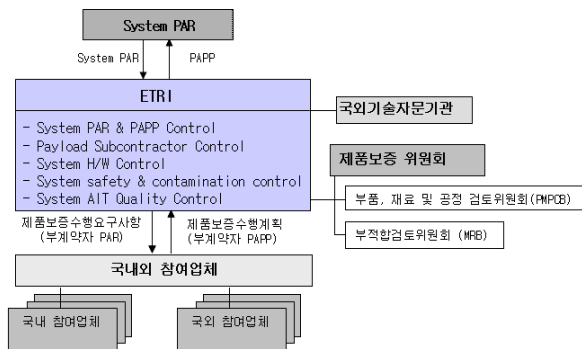 System PAR
System PAR
PAPP
ETRI
- System PAR & PAPP Control
- Payload Subcontractor Control
- System H/W Control
- System safety & contamination control
- System AIT Quality Control
국외기술자문기관
제품보증 위원회
부품, 재료 및 공정 검토위원회(PMPCB)
부적합검토위원회 (MRB)
제품보증수행요구사항
(부계약자 PAR)
제품보증수행계획
(부계약자 PAPP)
국내외 참여업체
국내 참여업체
국외 참여업체